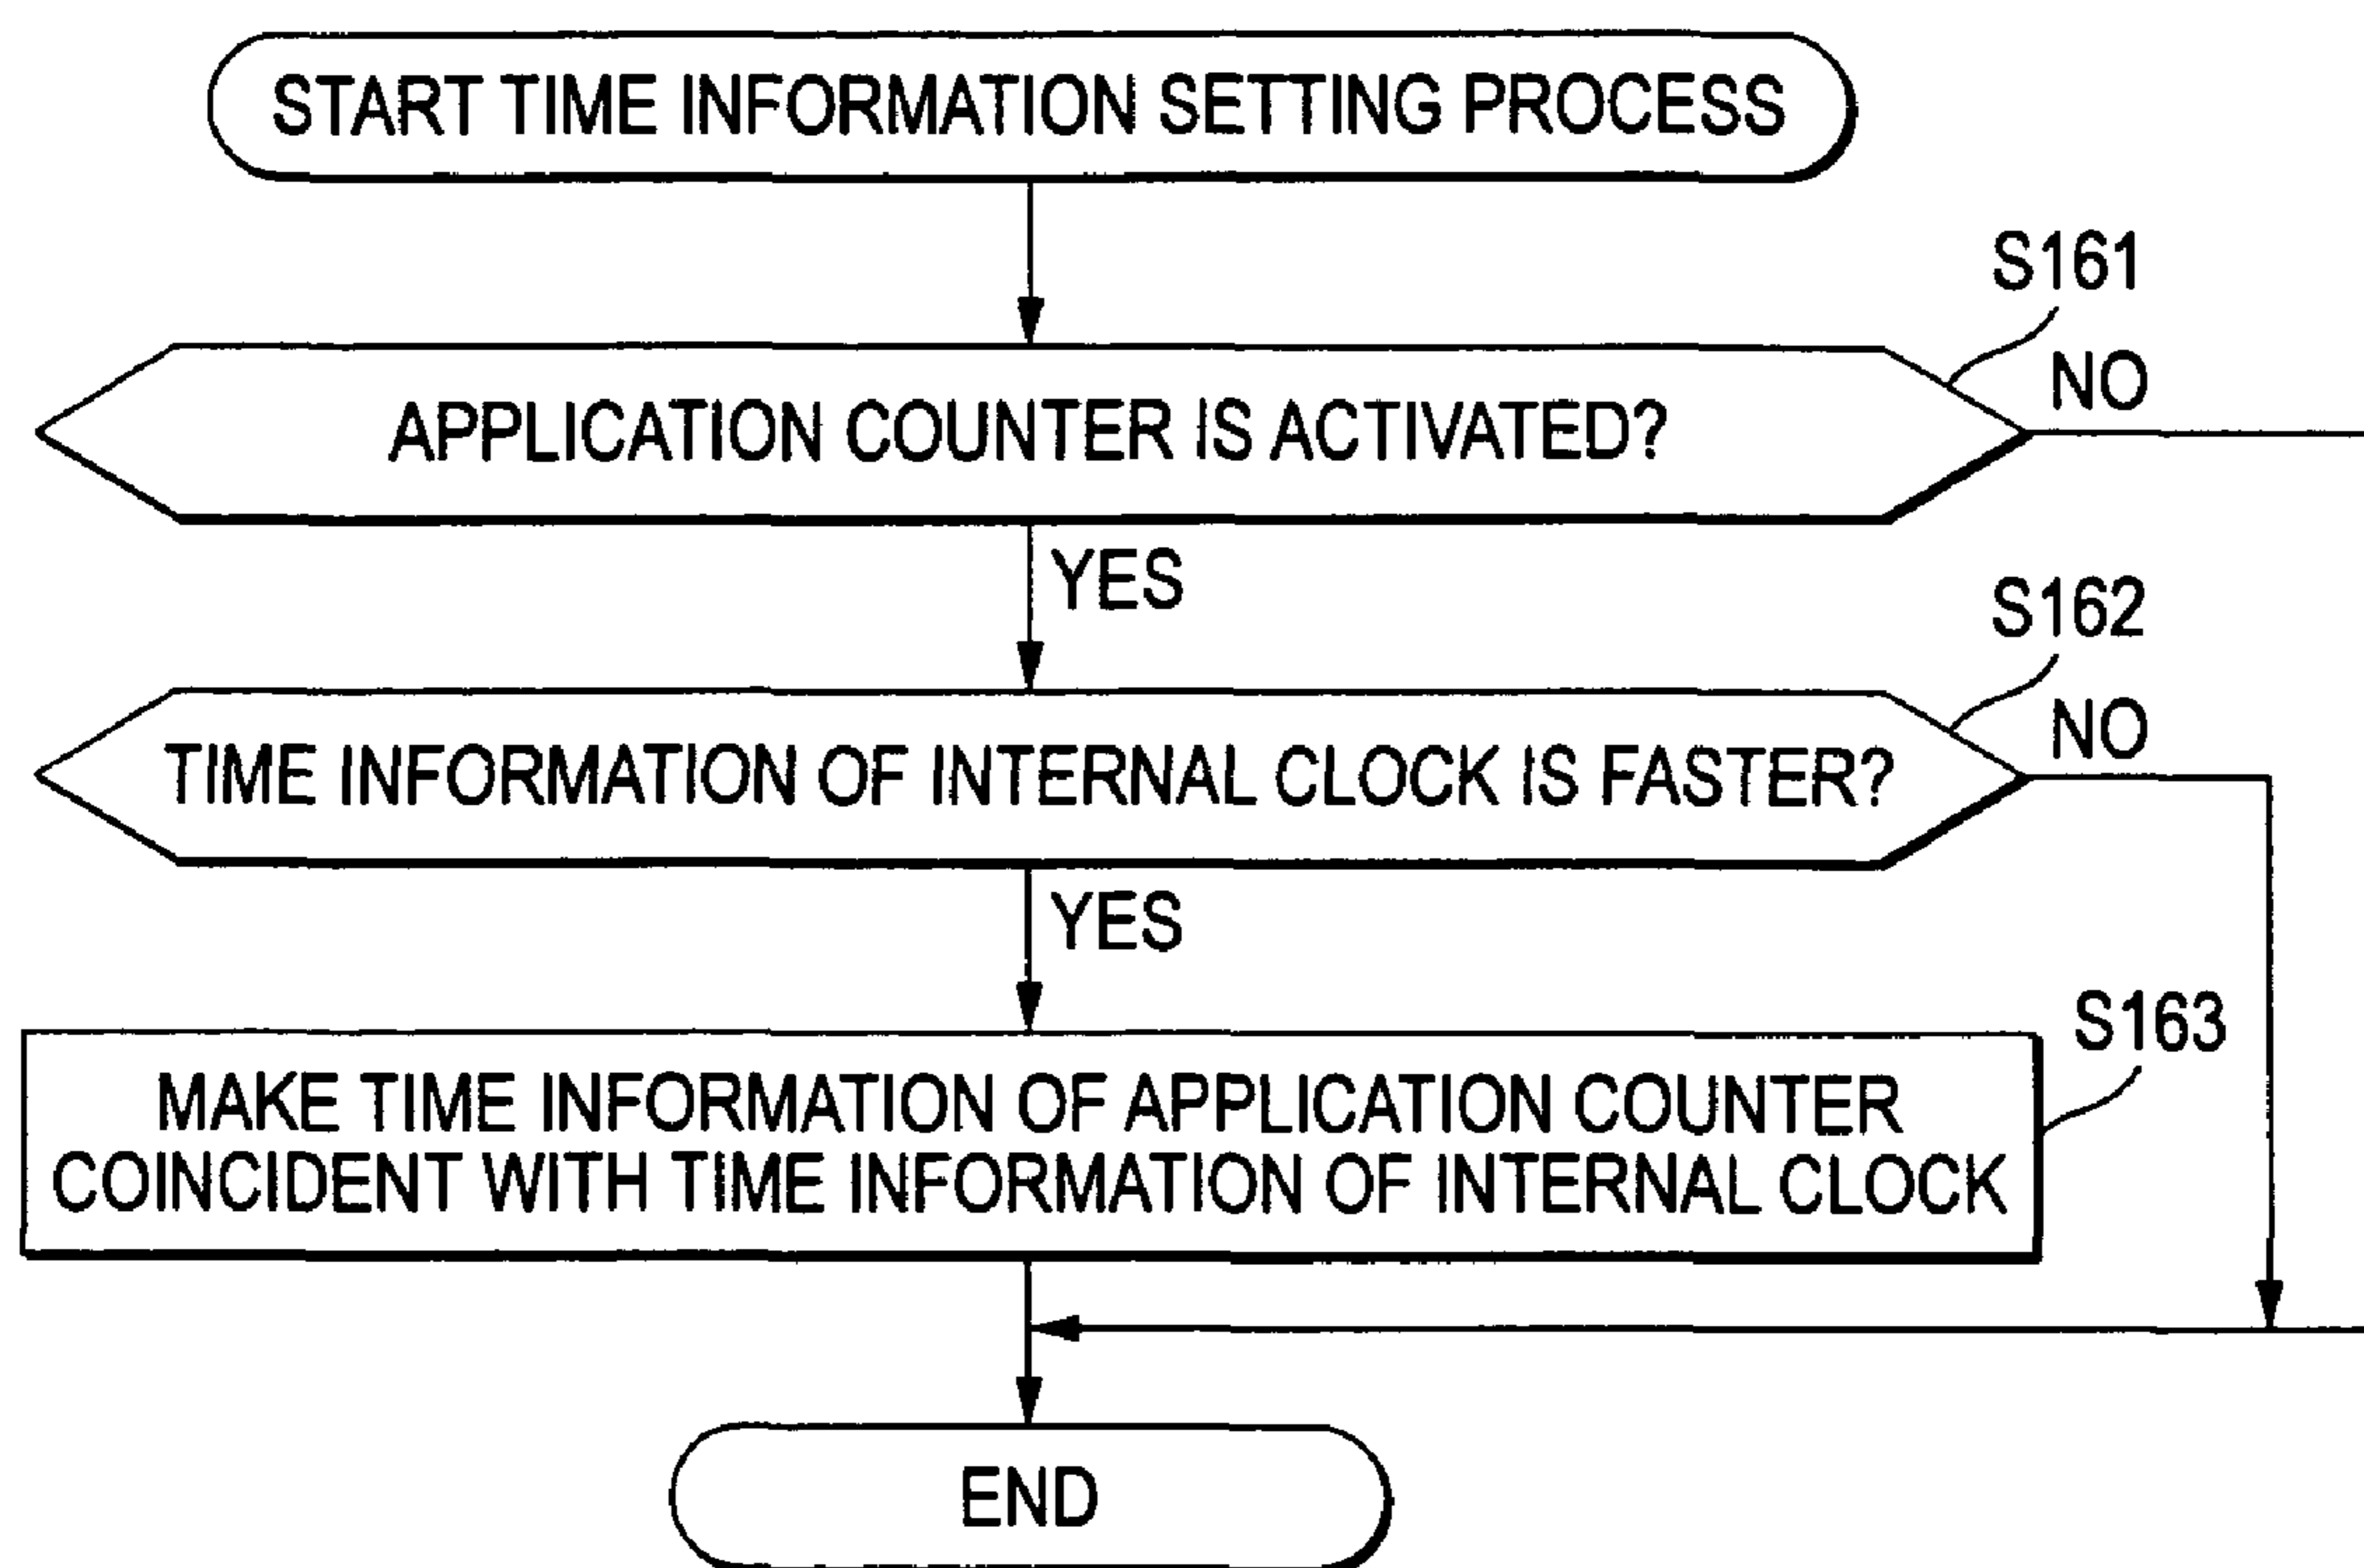 START TIME INFORMATION SETTING PROCESS
S161
APPLICATION COUNTER IS ACTIVATED?
NO
YES
S162
TIME INFORMATION OF INTERNAL CLOCK IS FASTER?
NO
YES
S163
MAKE TIME INFORMATION OF APPLICATION COUNTER
COINCIDENT WITH TIME INFORMATION OF INTERNAL CLOCK
END